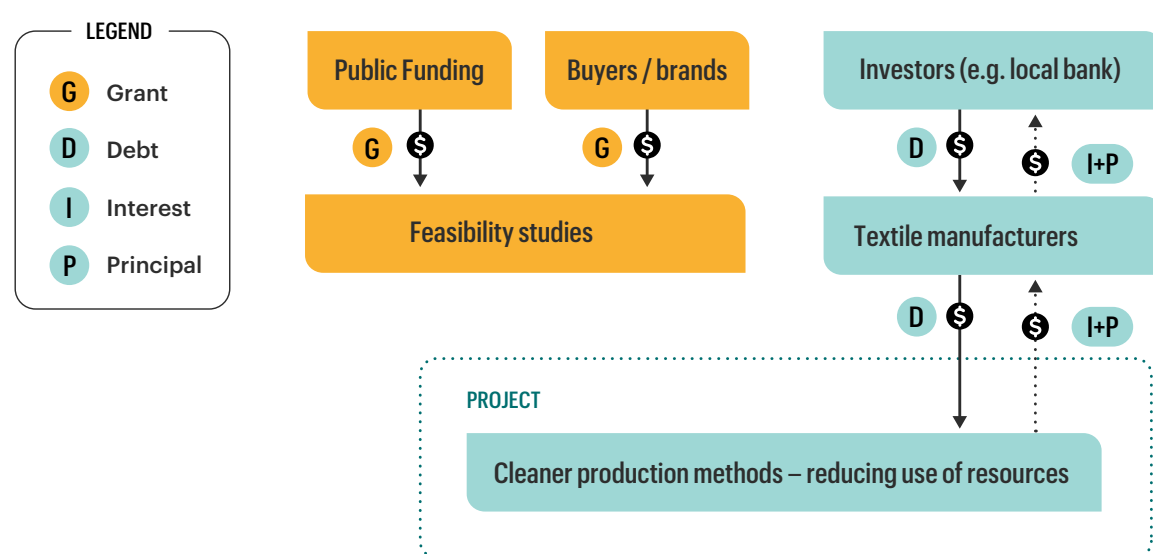 LEGEND
G Grant
D Debt
I Interest
P Principal
Public Funding
Buyers / brands
Investors (e.g. local bank)
G $
G $
D $
$ I+P
Feasibility studies
Textile manufacturers
D $
$ I+P
PROJECT
Cleaner production methods – reducing use of resources